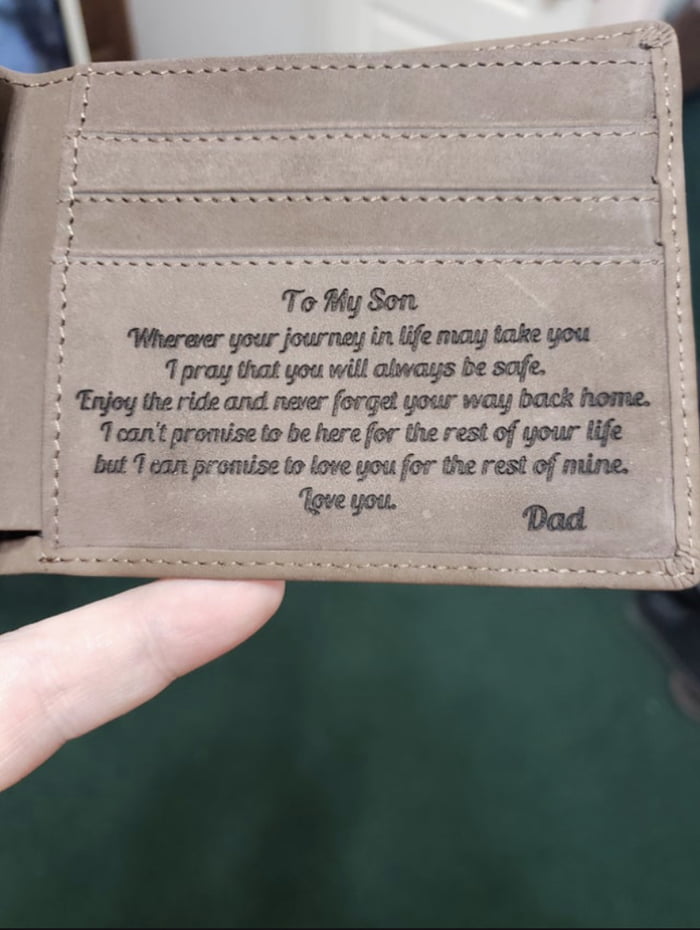 To My Son
Wherever your journey in life may take you
I pray that you will always be safe.
Enjoy the ride and never forget your way back home.
I can't promise to be here for the rest of your life
but I can promise to love you for the rest of mine.
Love you.
Dad